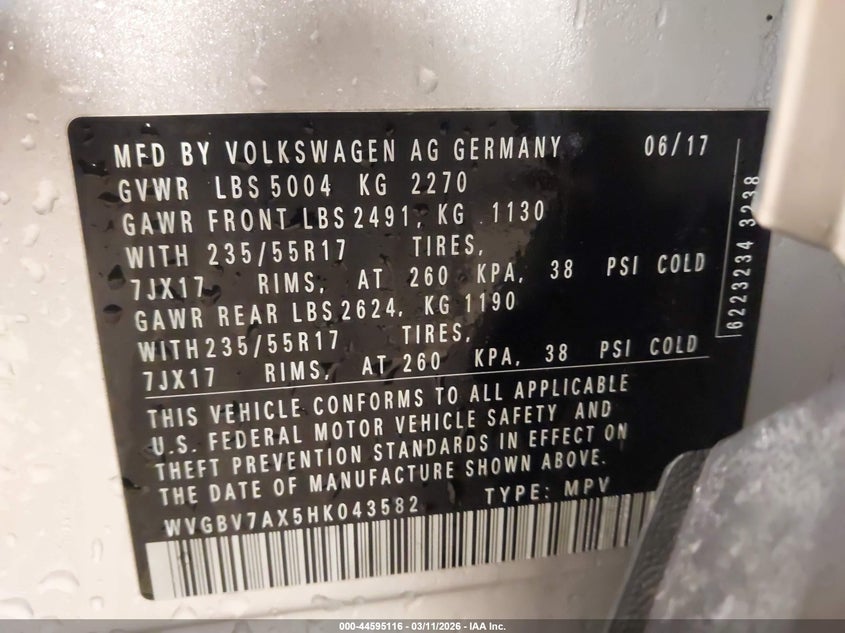 MFD BY VOLKSWAGEN AG GERMANY 06/17
GVWR LBS 5004 KG 2270
GAWR FRONT LBS 2491, KG 1130
WITH 235/55R17 TIRES,
7JX17 RIMS, AT 260 KPA, 38 PSI COLD
GAWR REAR LBS 2624, KG 1190
WITH 235/55R17 TIRES,
7JX17 RIMS, AT 260 KPA, 38 PSI COLD
THIS VEHICLE CONFORMS TO ALL APPLICABLE
U.S. FEDERAL MOTOR VEHICLE SAFETY AND
THEFT PREVENTION STANDARDS IN EFFECT ON
THE DATE OF MANUFACTURE SHOWN ABOVE.
WVGBV7AX5HK043582 TYPE: MPV
6223234 3238
000-44595116 - 03/11/2026 - IAA Inc.